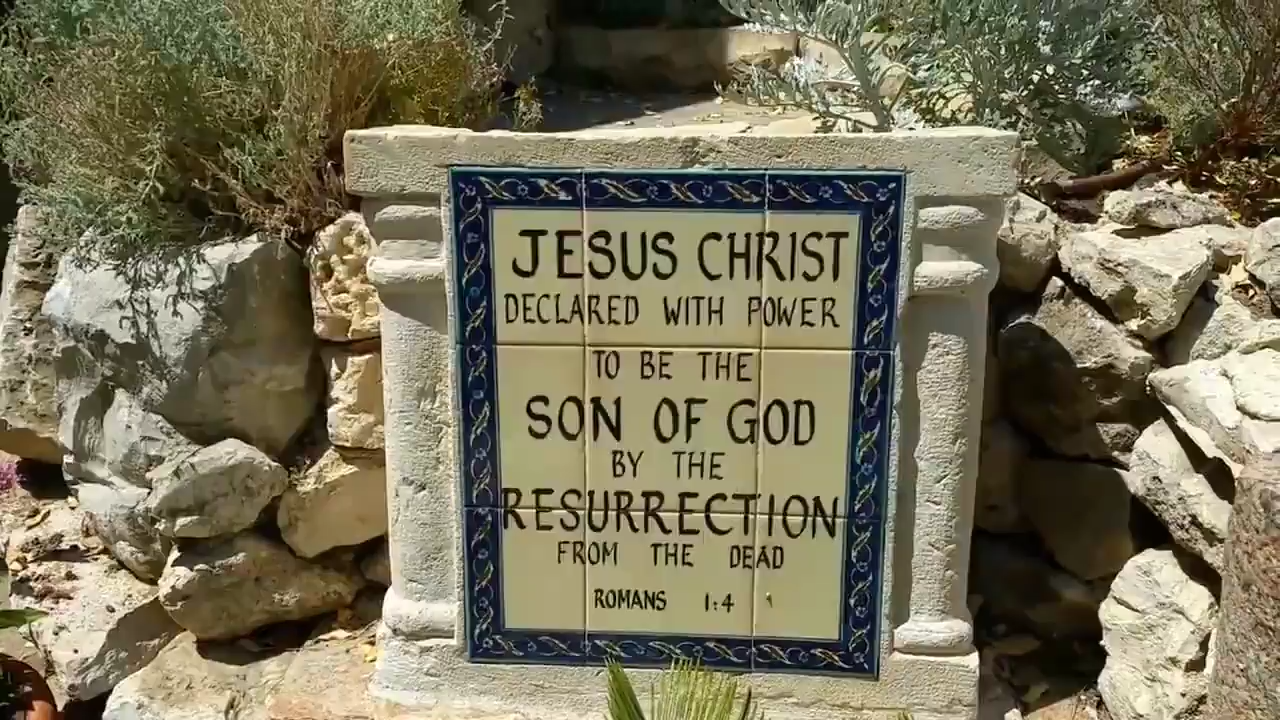 JESUS CHRIST
DECLARED WITH POWER
TO BE THE
SON OF GOD
BY THE
RESURRECTION
FROM THE DEAD
ROMANS 1:4